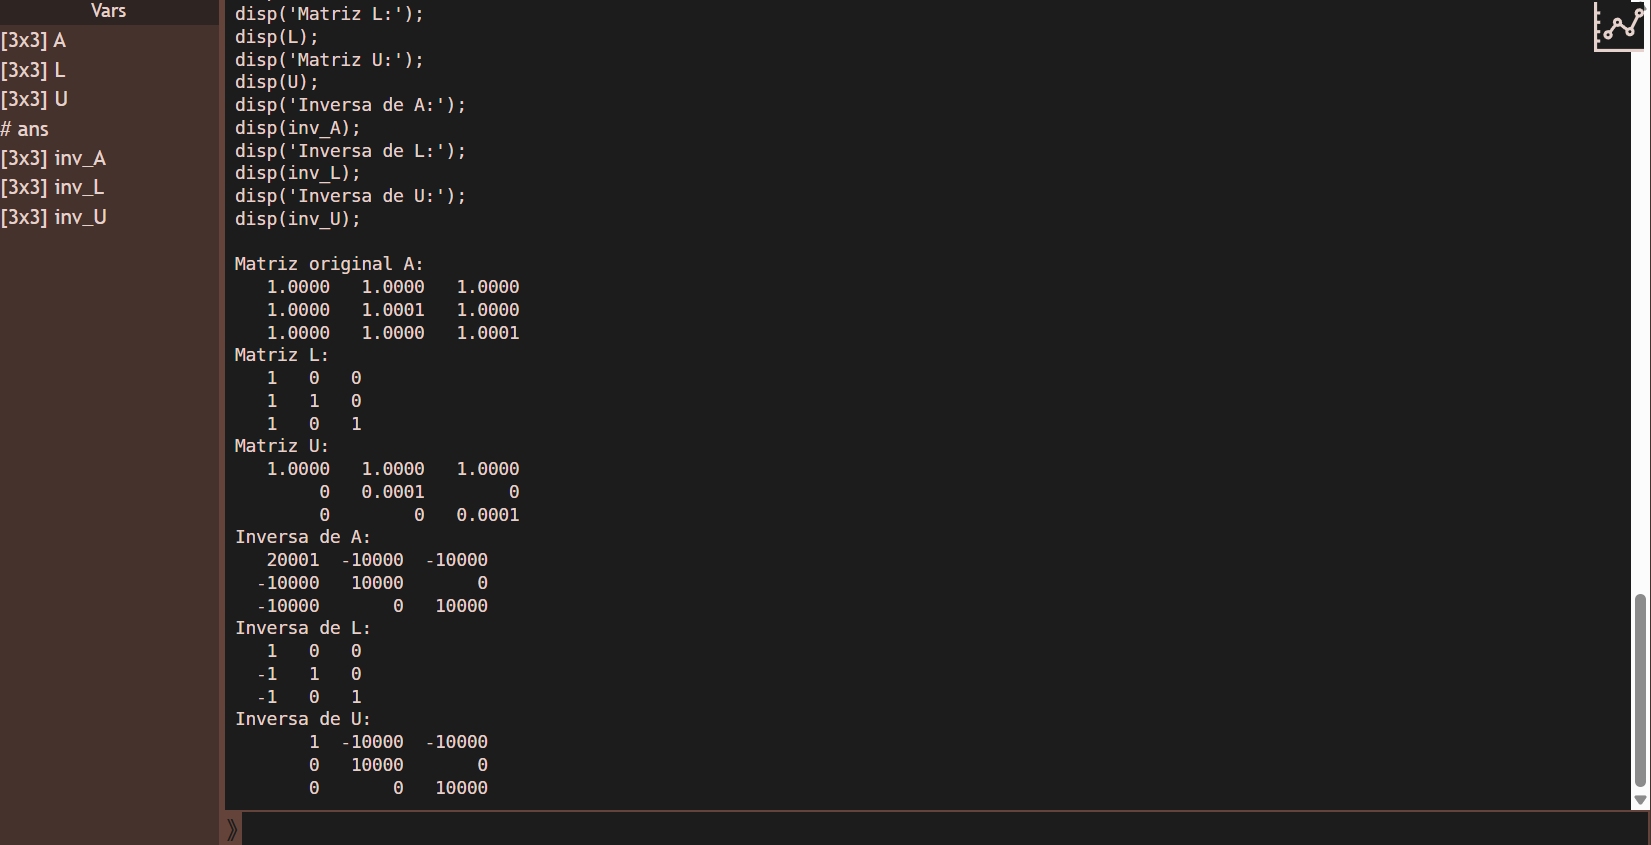 Vars
[3x3] A
[3x3] L
[3x3] U
# ans
[3x3] inv_A
[3x3] inv_L
[3x3] inv_U
disp('Matriz L:');
disp(L);
disp('Matriz U:');
disp(U);
disp('Inversa de A:');
disp(inv_A);
disp('Inversa de L:');
disp(inv_L);
disp('Inversa de U:');
disp(inv_U);
Matriz original A:
1.0000 1.0000 1.0000
1.0000 1.0001 1.0000
1.0000 1.0000 1.0001
Matriz L:
1 0 0
1 1 0
1 0 1
Matriz U:
1.0000 1.0000 1.0000
0 0.0001 0
0 0 0.0001
Inversa de A:
20001 -10000 -10000
-10000 10000 0
-10000 0 10000
Inversa de L:
1 0 0
-1 1 0
-1 0 1
Inversa de U:
1 -10000 -10000
0 10000 0
0 0 10000